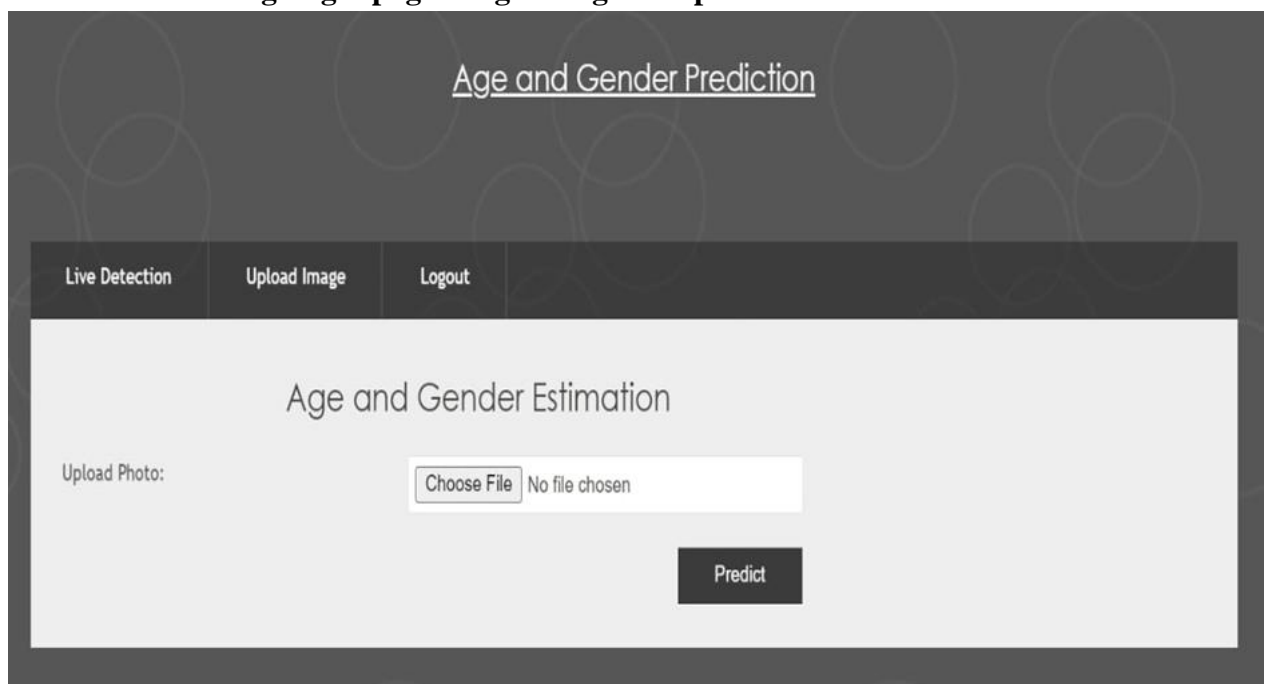 Age and Gender Prediction
Live Detection Upload Image Logout
Age and Gender Estimation
Upload Photo: Choose File No file chosen
Predict